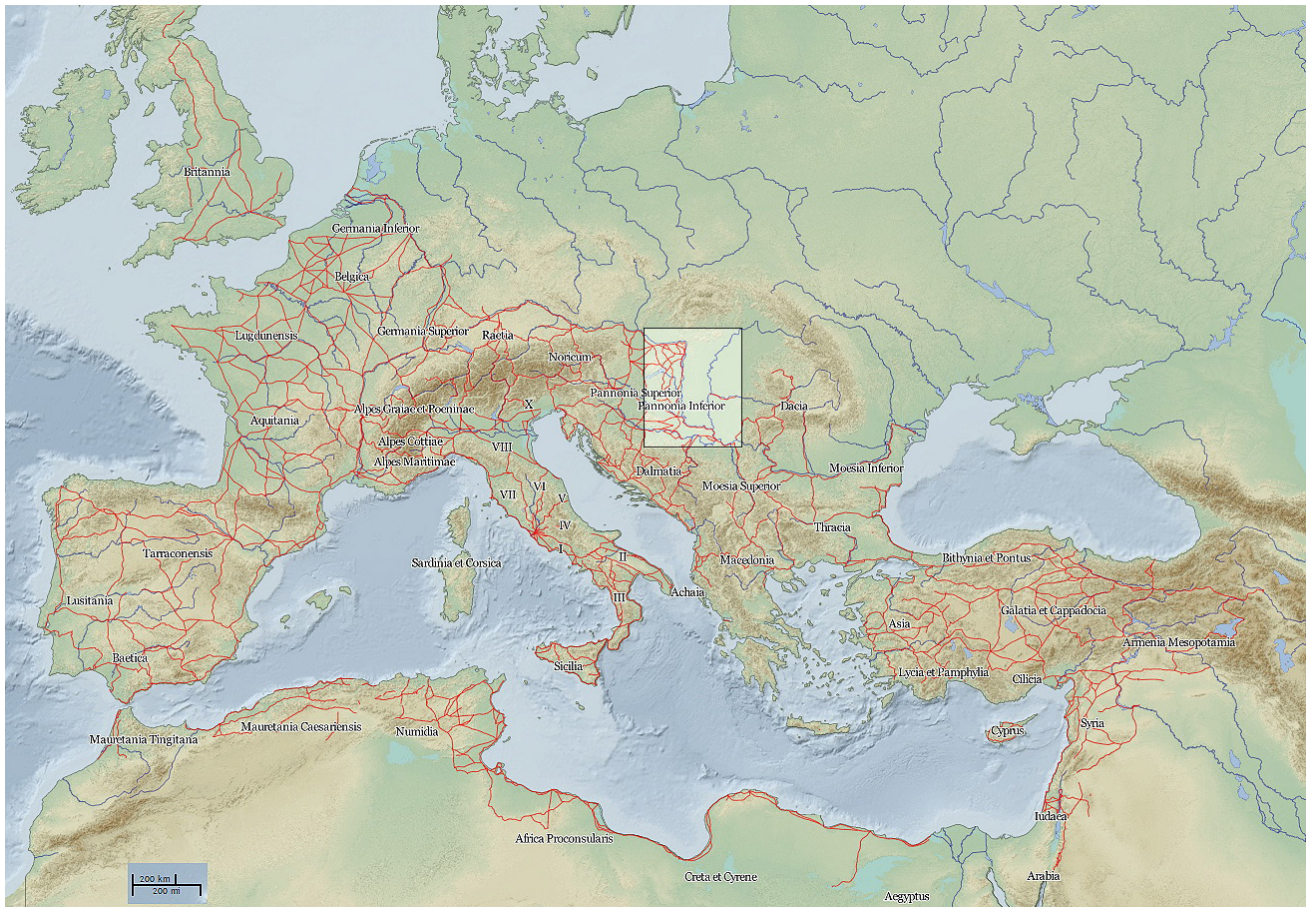 Britannia
Germania Inferior
Belgica
Lugdunensis
Germania Superior
Raetia
Noricum
Pannonia Superior
Pannonia Inferior
Dacia
Alpes Graiae et Poeninae
X
Aquitania
Alpes Cottiae
VIII
Alpes Maritimae
Dalmatia
Moesia Inferior
Moesia Superior
VI
VII
V
IV
Thracia
Tarraconensis
I
II
Sardinia et Corsica
Macedonia
Bithynia et Pontus
Achaia
Lusitania
III
Galatia et Cappadocia
Asia
Armenia Mesopotamia
Baetica
Sicilia
Lycia et Pamphylia
Cilicia
Mauretania Caesariensis
Numidia
Syria
Cyprus
Mauretania Tingitana
Iudaea
Africa Proconsularis
Creta et Cyrene
Arabia
Aegyptus
200 km
200 mi